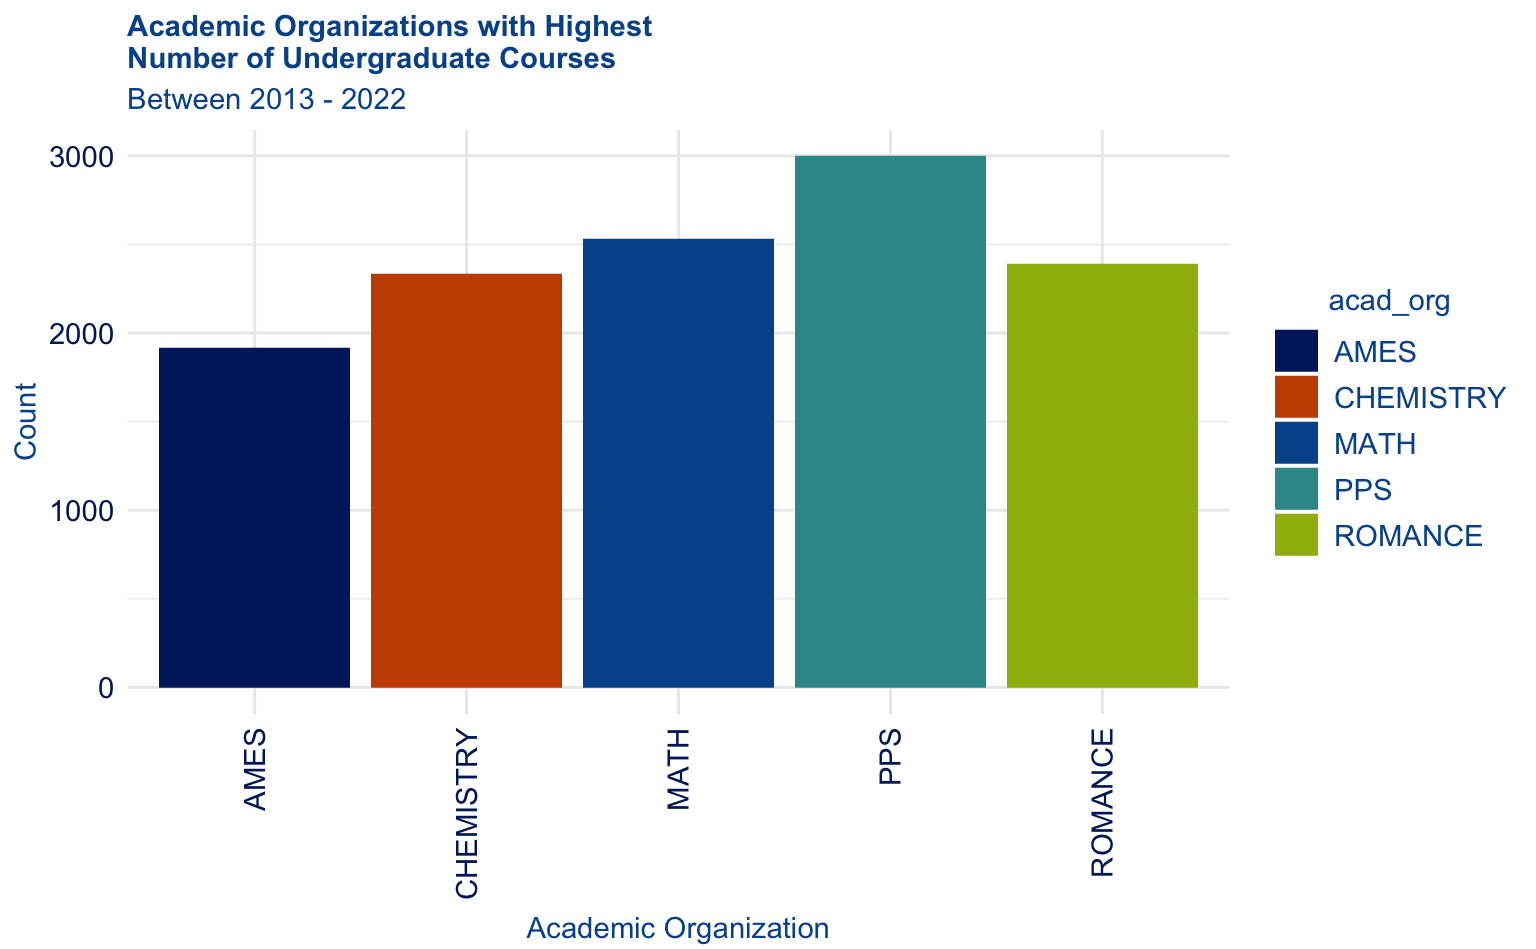 Academic Organizations with Highest
Number of Undergraduate Courses
Between 2013 - 2022
Count
3000
2000
1000
0
AMES
CHEMISTRY
MATH
PPS
ROMANCE
Academic Organization
acad_org
AMES
CHEMISTRY
MATH
PPS
ROMANCE